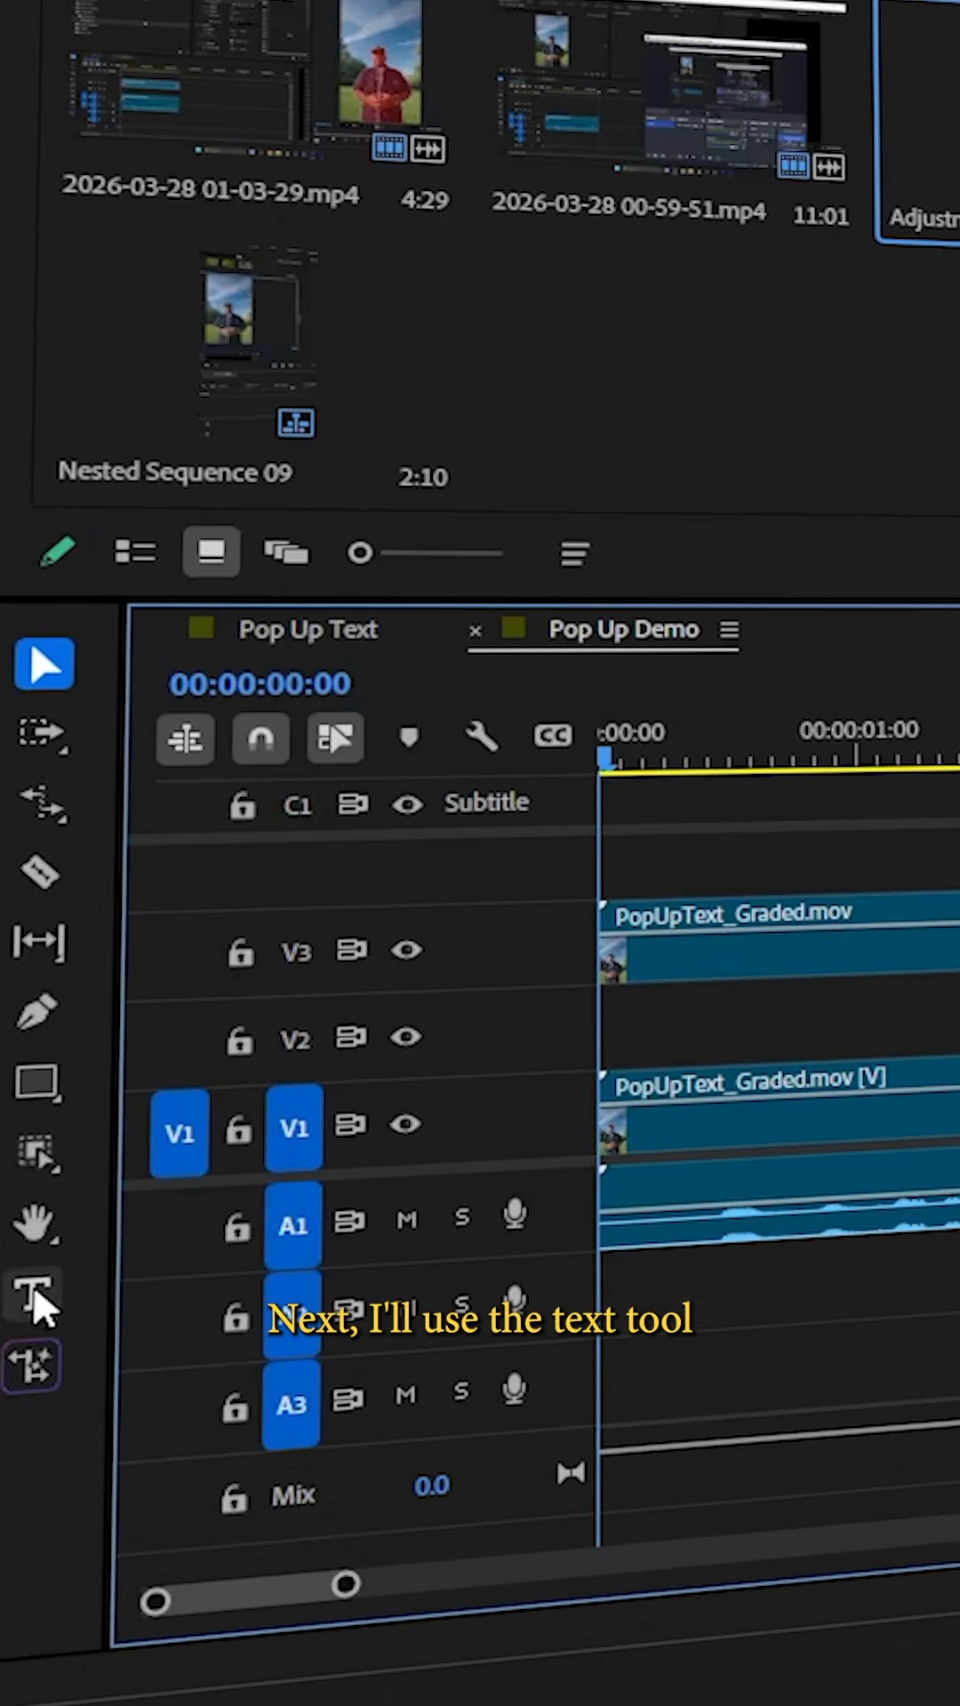 2026-03-28 01-03-29.mp4 4:29
2026-03-28 00-59-51.mp4 11:01
Nested Sequence 09 2:10
Pop Up Text
× Pop Up Demo
00:00:00:00
CC :00:00 00:00:01:00
C1 Subtitle
V3 PopUpText_Graded.mov
V2
PopUpText_Graded.mov [V]
V1 V1
A1 M S
S
Next, I'll use the text tool
A3 M S
Mix 0.0